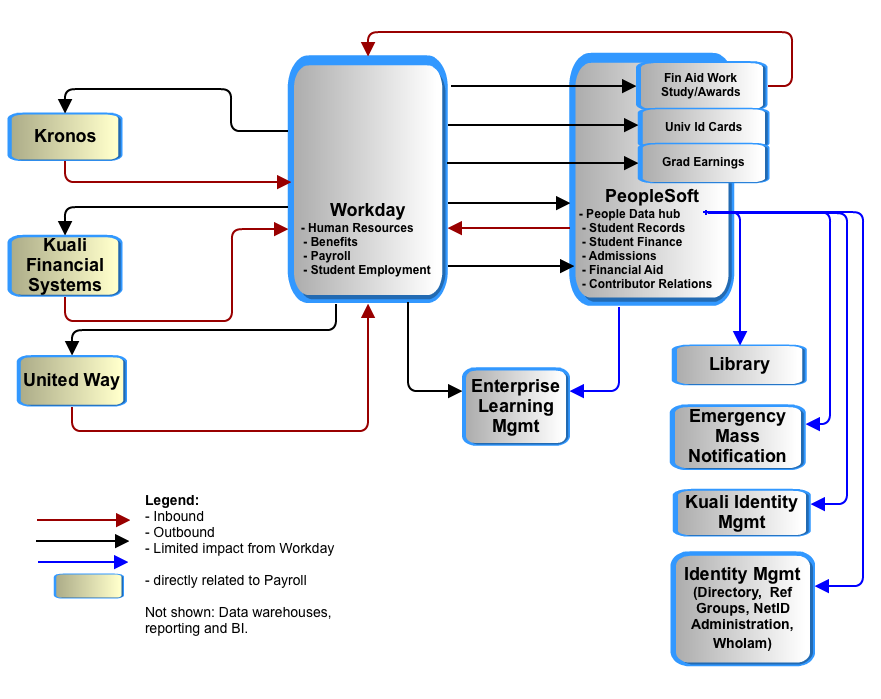 Fin Aid Work
Study/Awards
Univ Id Cards
Grad Earnings
Kronos
Kuali
Financial
Systems
United Way
Workday
- Human Resources
- Benefits
- Payroll
- Student Employment
PeopleSoft
- People Data hub
- Student Records
- Student Finance
- Admissions
- Financial Aid
- Contributor Relations
Enterprise
Learning
Mgmt
Library
Emergency
Mass
Notification
Kuali Identity
Mgmt
Identity Mgmt
(Directory, Ref
Groups, NetID
Administration,
WhoIam)
Legend:
- Inbound
- Outbound
- Limited impact from Workday
- directly related to Payroll
Not shown: Data warehouses,
reporting and BI.